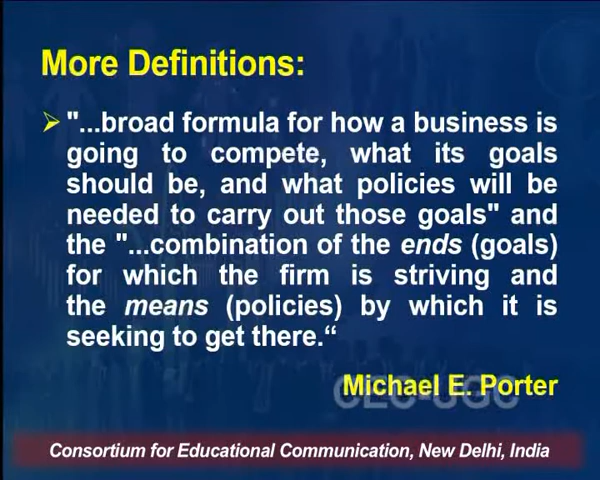 More Definitions:
"...broad formula for how a business is
going to compete, what its goals
should be, and what policies will be
needed to carry out those goals" and
the "...combination of the ends (goals)
for which the firm is striving and
the means (policies) by which it is
seeking to get there.“
Michael E. Porter
CEC-UGC
Consortium for Educational Communication, New Delhi, India